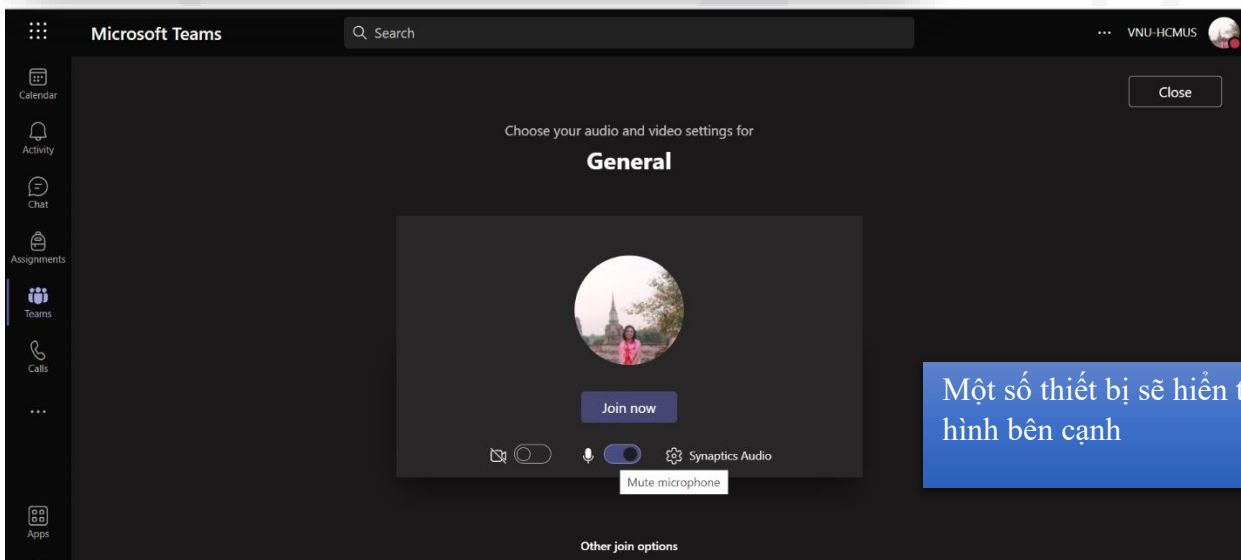 Microsoft Teams
Search
... VNU-HCMUS
Calendar
Close
Activity
Choose your audio and video settings for
General
Chat
Assignments
Teams
Calls
...
Join now
Synaptics Audio
Mute microphone
Một số thiết bị sẽ hiển
hình bên cạnh
Apps
Other join options